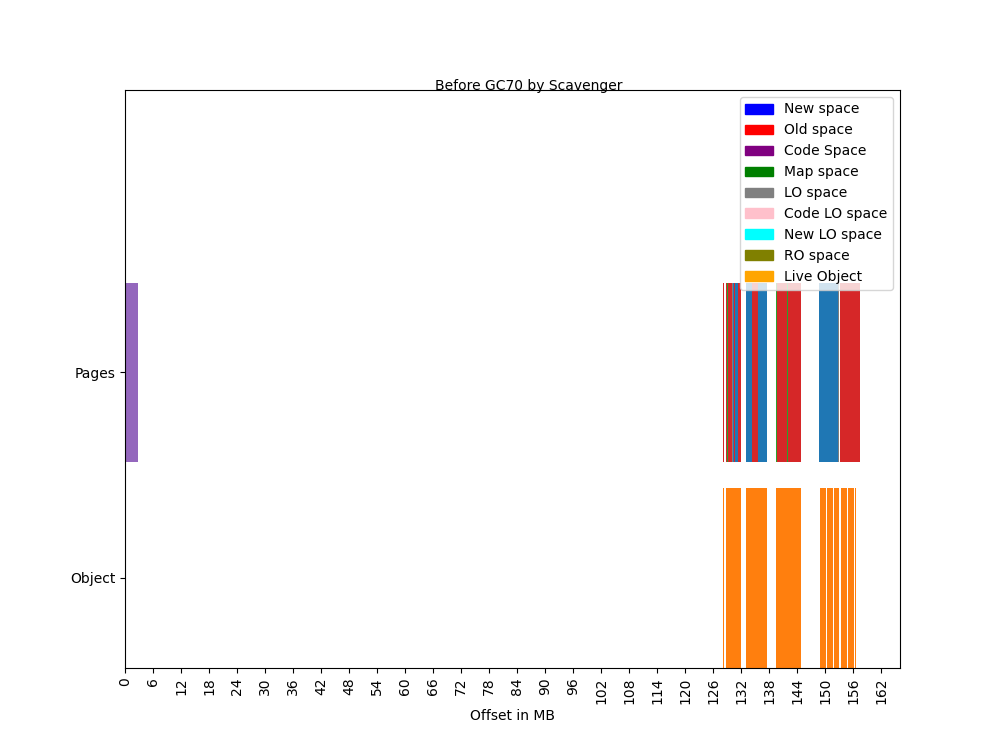 Before GC70 by Scavenger
New space
Old space
Code Space
Map space
LO space
Code LO space
New LO space
RO space
Live Object
Pages
Object
0 6 12 18 24 30 36 42 48 54 60 66 72 78 84 90 96 102 108 114 120 126 132 138 144 150 156 162
Offset in MB